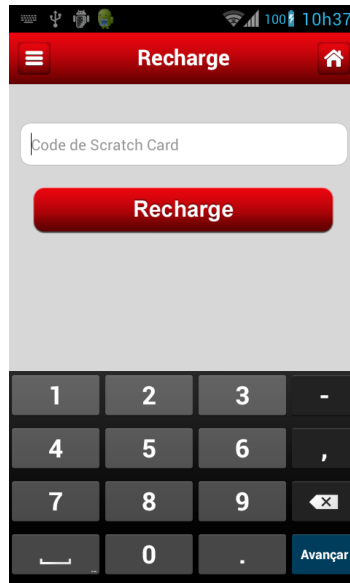 100 10h37
Recharge
Code de Scratch Card
Recharge
1 2 3 -
4 5 6 ,
7 8 9
0 .
Avançar